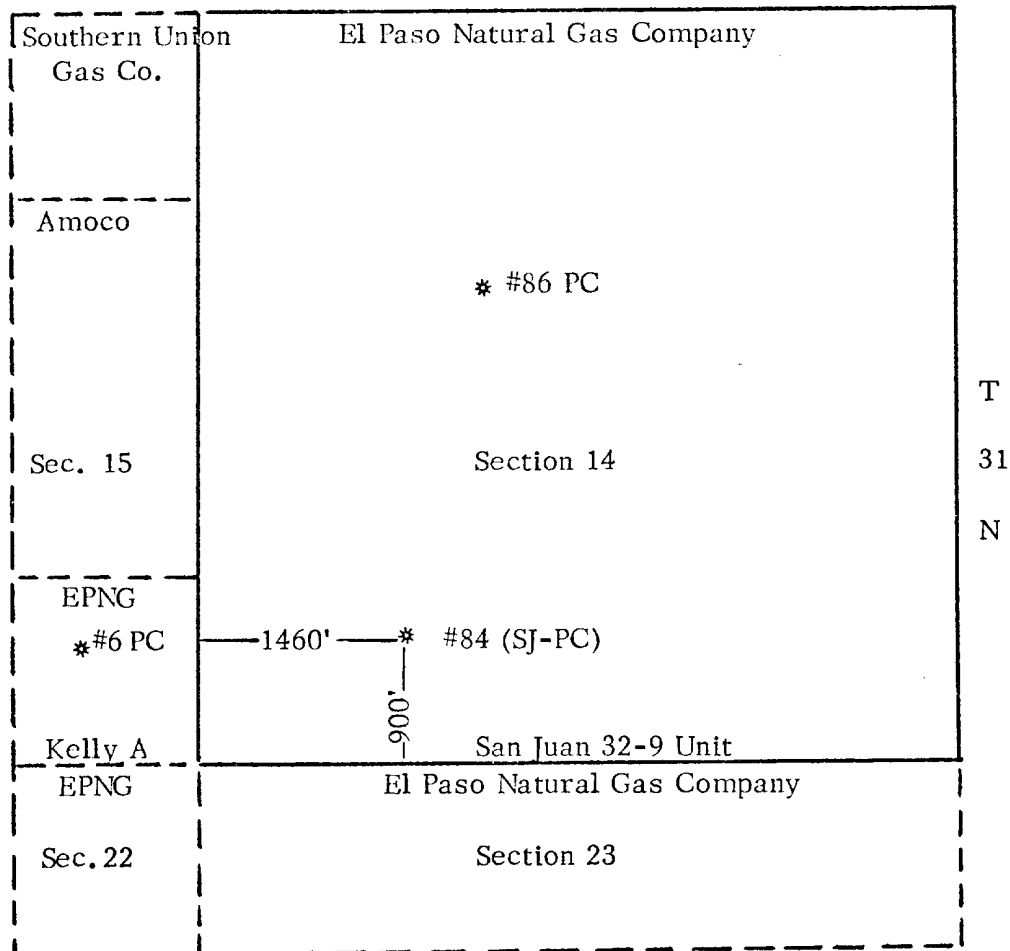 Southern Union
Gas Co.
El Paso Natural Gas Company
Amoco
#86 PC
T
31
N
Sec. 15
Section 14
EPNG
#6 PC
1460'
#84 (SJ-PC)
900'
Kelly A
San Juan 32-9 Unit
EPNG
El Paso Natural Gas Company
Sec. 22
Section 23